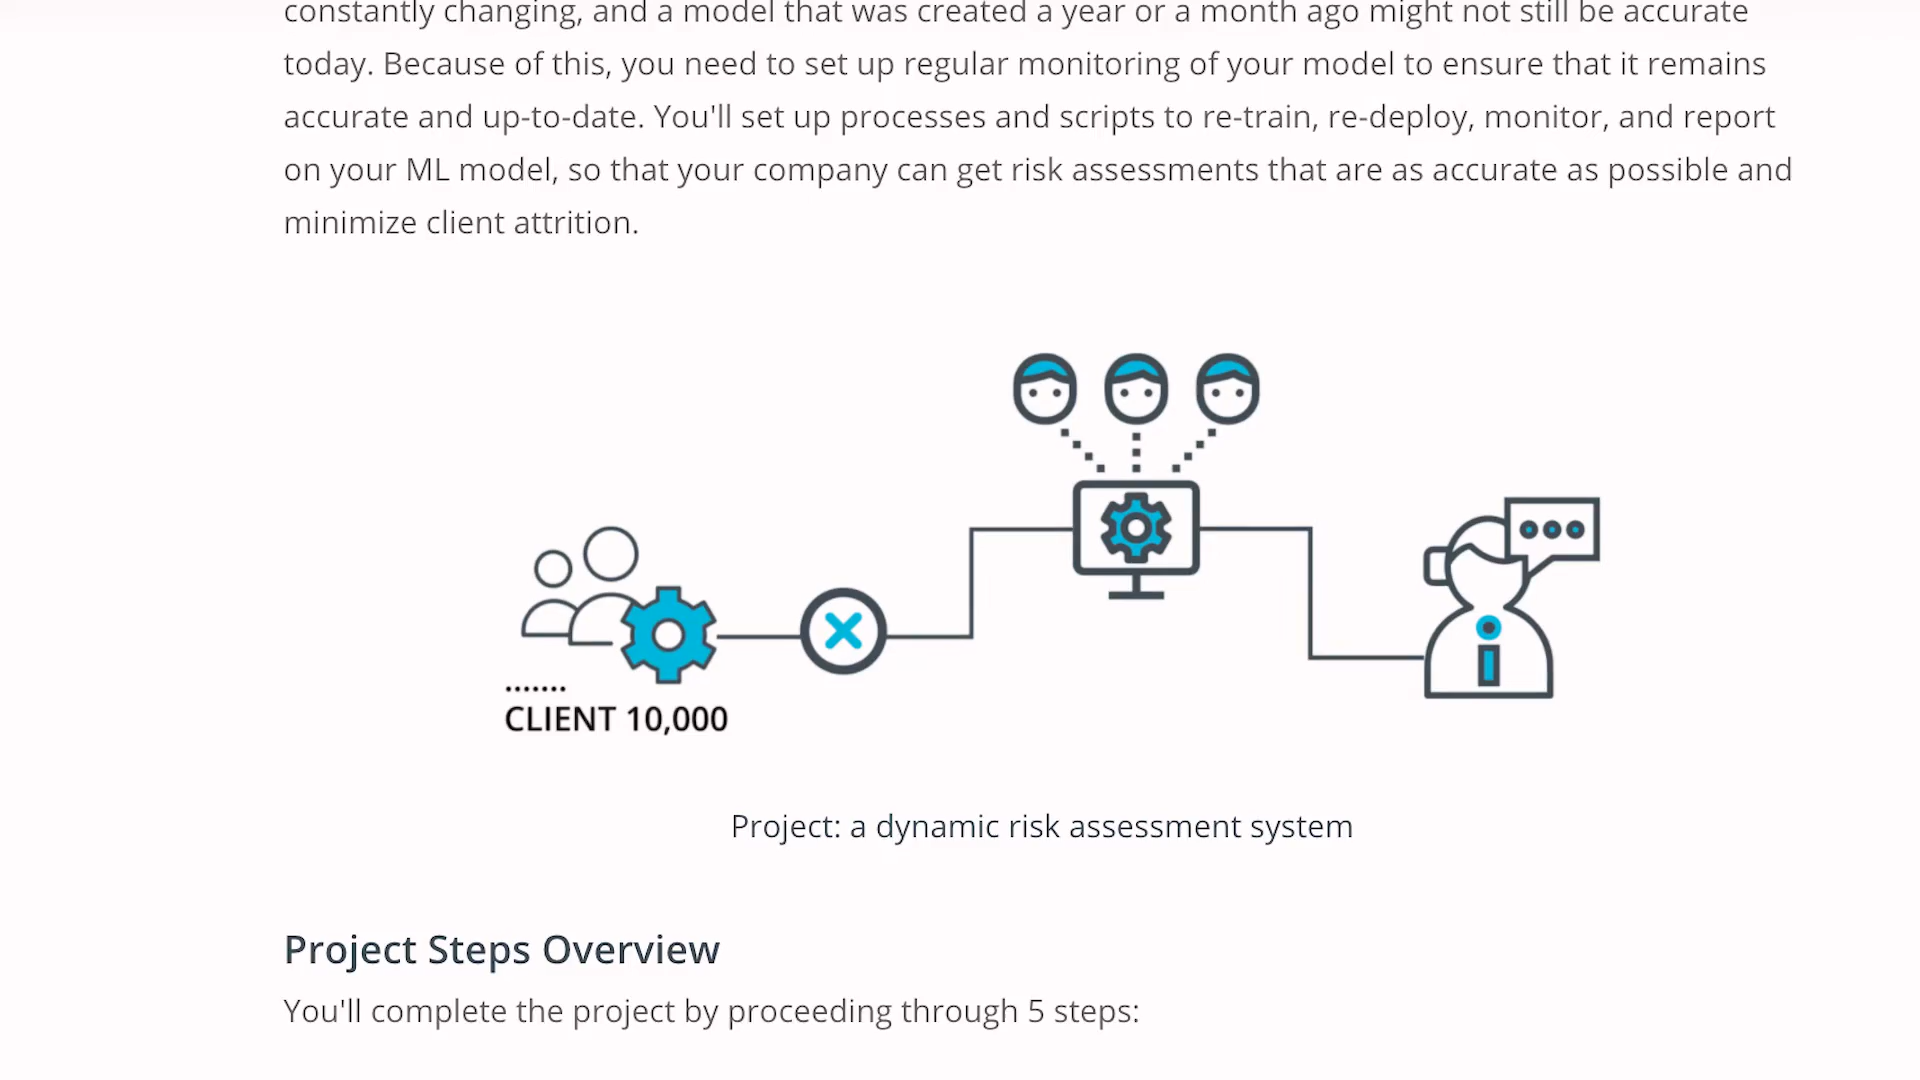 constantly changing, and a model that was created a year or a month ago might not still be accurate
today. Because of this, you need to set up regular monitoring of your model to ensure that it remains
accurate and up-to-date. You'll set up processes and scripts to re-train, re-deploy, monitor, and report
on your ML model, so that your company can get risk assessments that are as accurate as possible and
minimize client attrition.
.......
CLIENT 10,000
Project: a dynamic risk assessment system
Project Steps Overview
You'll complete the project by proceeding through 5 steps: